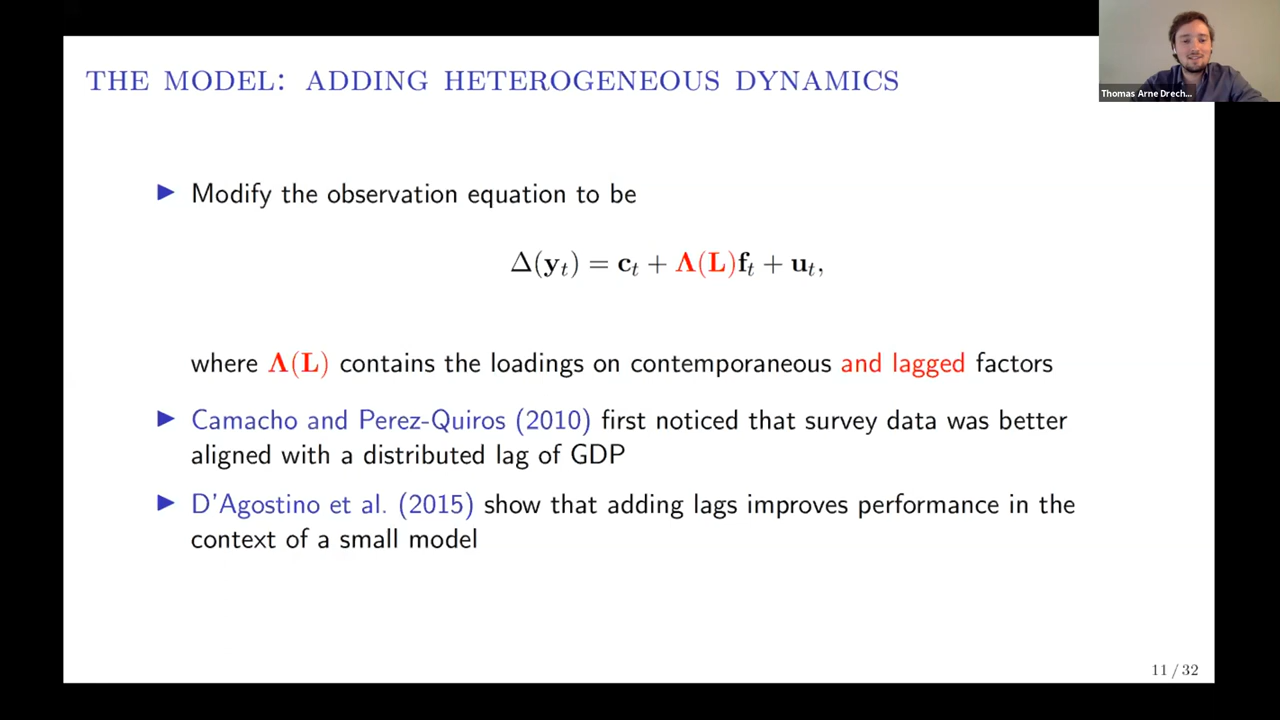 THE MODEL: ADDING HETEROGENEOUS DYNAMICS
Thomas Arne Drech...
▶ Modify the observation equation to be
Δ(y_t) = c_t + Λ(L)f_t + u_t,
where Λ(L) contains the loadings on contemporaneous and lagged factors
▶ Camacho and Perez-Quiros (2010) first noticed that survey data was better
aligned with a distributed lag of GDP
▶ D'Agostino et al. (2015) show that adding lags improves performance in the
context of a small model
11 / 32